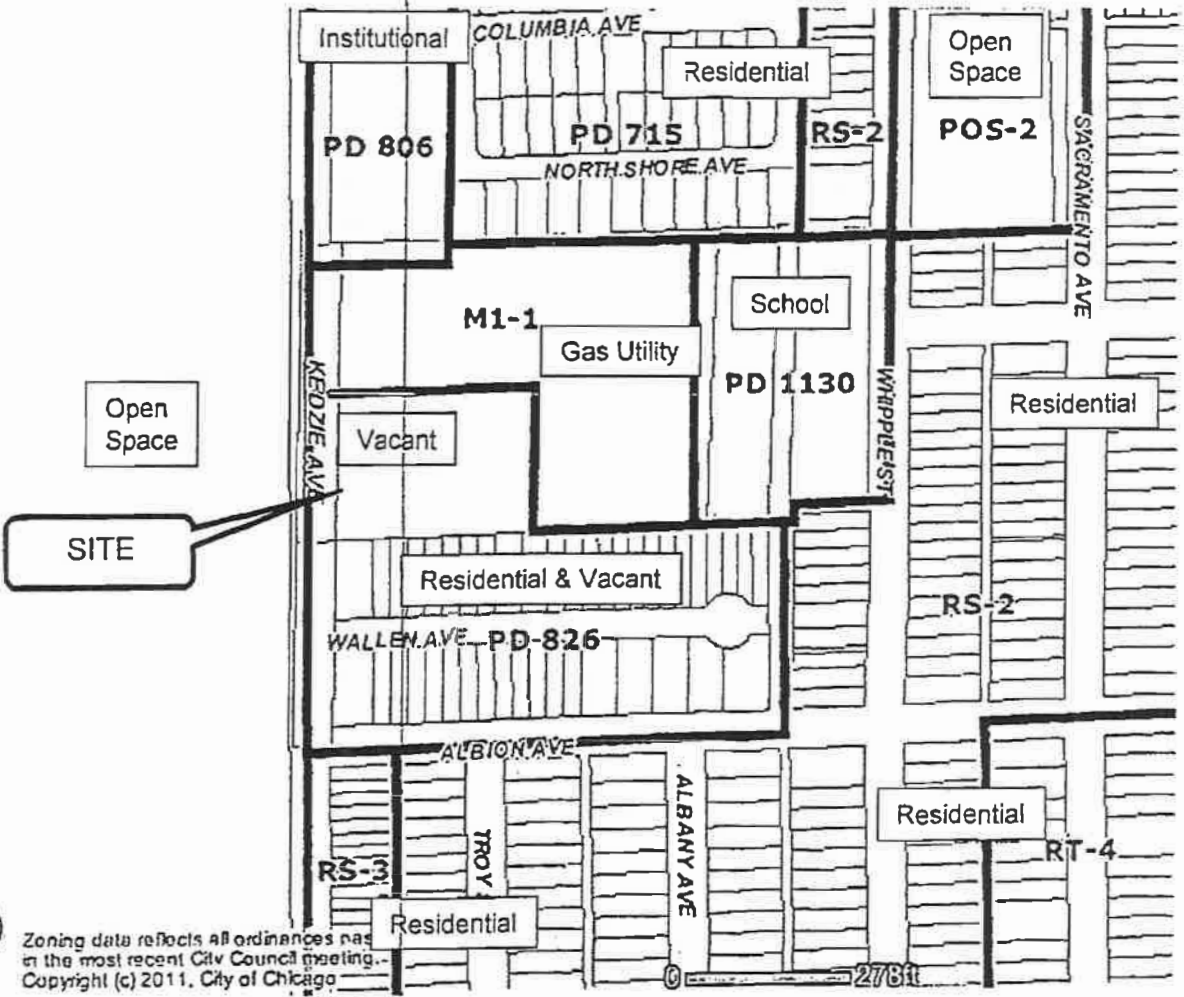 Institutional
COLUMBIA AVE
Residential
Open
Space
PD 806
PD 715
RS-2
POS-2
NORTH SHORE AVE
SACRAMENTO AVE
M1-1
School
Gas Utility
PD 1130
KEDZIE AVE
WHIPPLE ST
Residential
Open
Space
Vacant
SITE
Residential & Vacant
RS-2
WALLEN AVE
PD-826
ALBION AVE
ALBANY AVE
Residential
RT-4
TROY
RS-3
Residential
Zoning data reflects all ordinances pas
in the most recent City Council meeting.
Copyright (c) 2011, City of Chicago
0
278ft